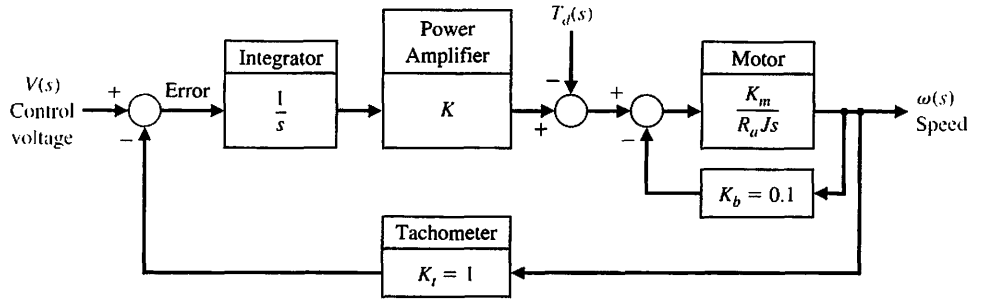 T_d(s)
Power
Amplifier
K
Integrator
1
s
Motor
K_m
R_a Js
V(s)
Control
voltage
+
−
Error
+
−
+
−
ω(s)
Speed
K_b = 0.1
Tachometer
K_t = 1